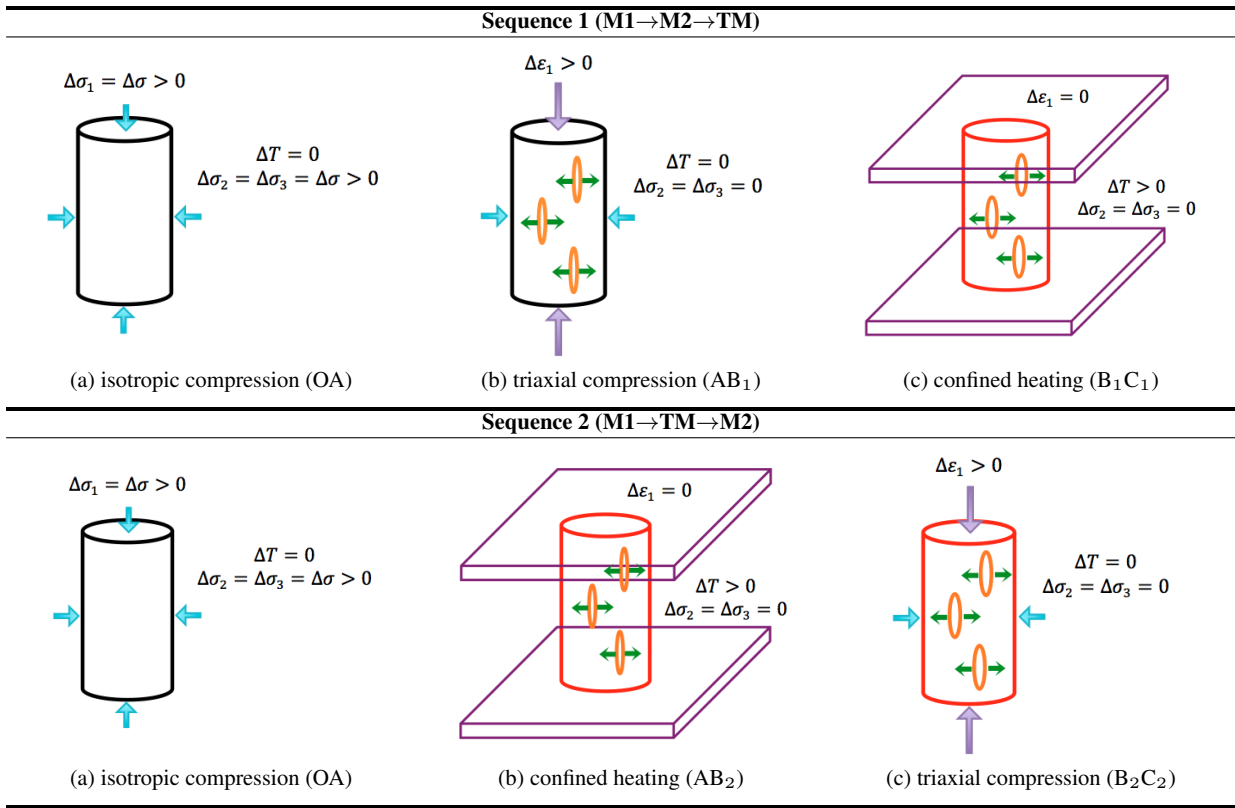 Sequence 1 (M1→M2→TM)
Δσ₁ = Δσ > 0
ΔT = 0
Δσ₂ = Δσ₃ = Δσ > 0
(a) isotropic compression (OA)
Δε₁ > 0
ΔT = 0
Δσ₂ = Δσ₃ = 0
(b) triaxial compression (AB₁)
Δε₁ = 0
ΔT > 0
Δσ₂ = Δσ₃ = 0
(c) confined heating (B₁C₁)
Sequence 2 (M1→TM→M2)
Δσ₁ = Δσ > 0
ΔT = 0
Δσ₂ = Δσ₃ = Δσ > 0
(a) isotropic compression (OA)
Δε₁ = 0
ΔT > 0
Δσ₂ = Δσ₃ = 0
(b) confined heating (AB₂)
Δε₁ > 0
ΔT = 0
Δσ₂ = Δσ₃ = 0
(c) triaxial compression (B₂C₂)